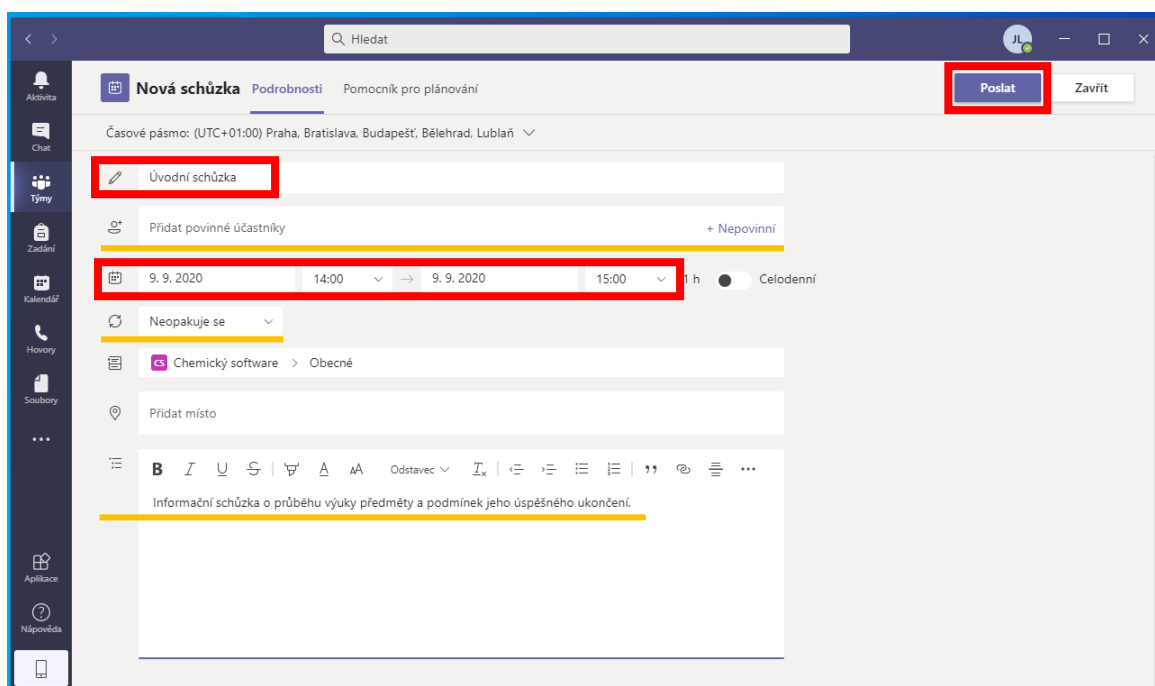 Hledat
JL
Aktivita
Chat
Týmy
Zadání
Kalendář
Hovory
Soubory
Aplikace
Nápověda
Nová schůzka Podrobnosti Pomocník pro plánování Poslat Zavřít
Časové pásmo: (UTC+01:00) Praha, Bratislava, Budapešť, Bělehrad, Lublaň
Úvodní schůzka
Přidat povinné účastníky + Nepovinní
9. 9. 2020 14:00 → 9. 9. 2020 15:00 1 h Celodenní
Neopakuje se
CS Chemický software > Obecné
Přidat místo
B I U S A AA Odstavec Tx
Informační schůzka o průběhu výuky předměty a podmínek jeho úspěšného ukončení.